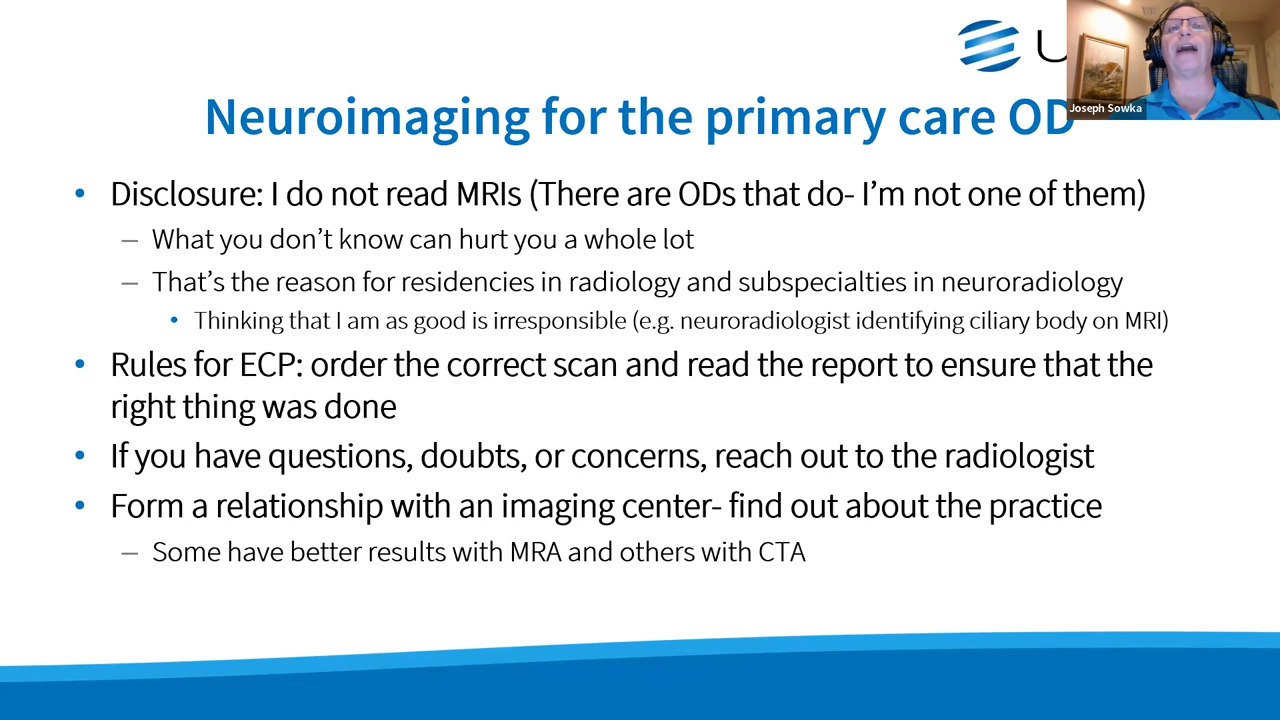 U
Joseph Sowka
Neuroimaging for the primary care OD
• Disclosure: I do not read MRIs (There are ODs that do- I’m not one of them)
– What you don’t know can hurt you a whole lot
– That’s the reason for residencies in radiology and subspecialties in neuroradiology
• Thinking that I am as good is irresponsible (e.g. neuroradiologist identifying ciliary body on MRI)
• Rules for ECP: order the correct scan and read the report to ensure that the
right thing was done
• If you have questions, doubts, or concerns, reach out to the radiologist
• Form a relationship with an imaging center- find out about the practice
– Some have better results with MRA and others with CTA